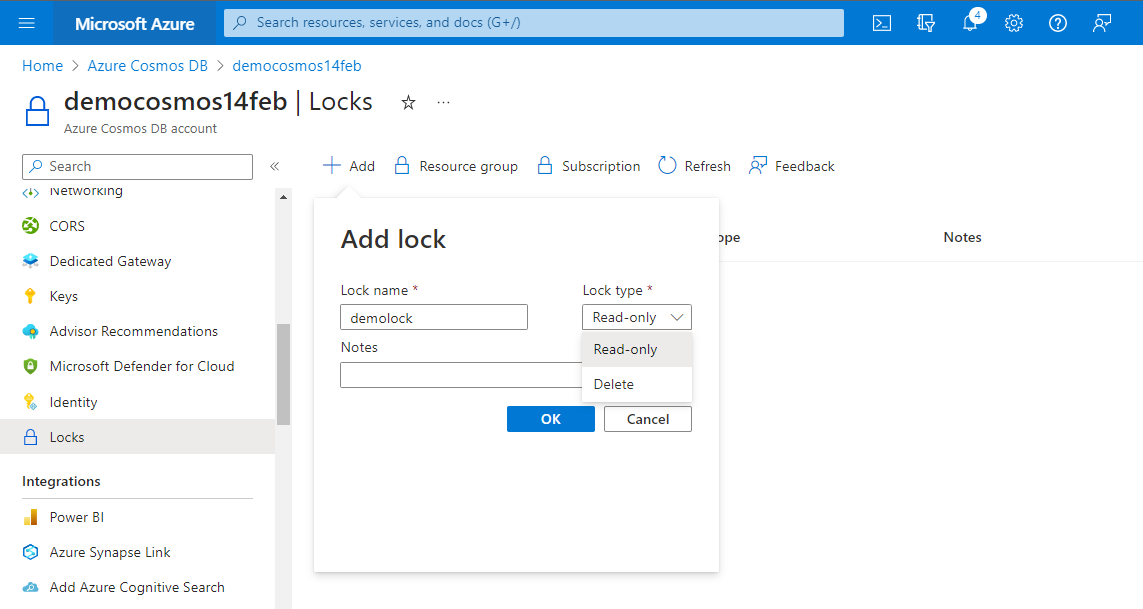 Microsoft Azure
Search resources, services, and docs (G+/)
4
Home > Azure Cosmos DB > democosmos14feb
democosmos14feb | Locks
Azure Cosmos DB account
Search
«
Add
Resource group
Subscription
Refresh
Feedback
Networking
CORS
Dedicated Gateway
Keys
Advisor Recommendations
Microsoft Defender for Cloud
Identity
Locks
Integrations
Power BI
Azure Synapse Link
Add Azure Cognitive Search
Add lock
Lock name *
demolock
Lock type *
Read-only
Read-only
Delete
Notes
OK
Cancel
ope
Notes